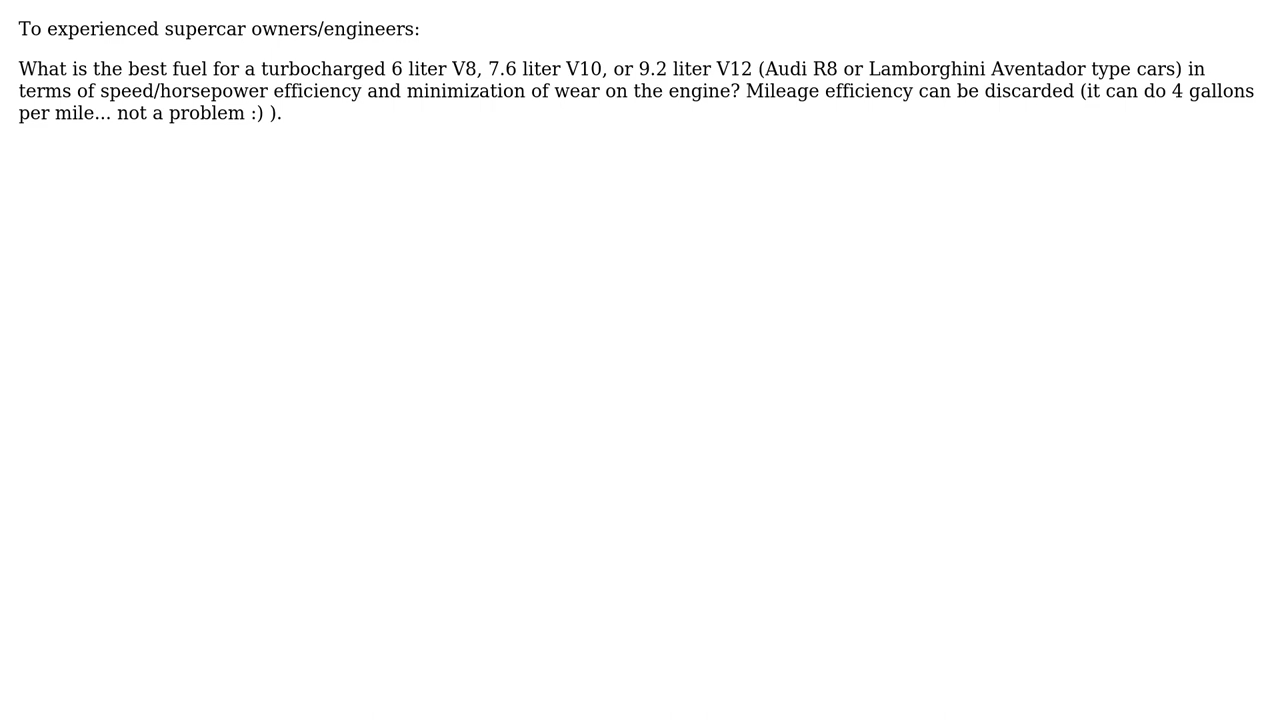 To experienced supercar owners/engineers:
What is the best fuel for a turbocharged 6 liter V8, 7.6 liter V10, or 9.2 liter V12 (Audi R8 or Lamborghini Aventador type cars) in
terms of speed/horsepower efficiency and minimization of wear on the engine? Mileage efficiency can be discarded (it can do 4 gallons
per mile... not a problem :) ).